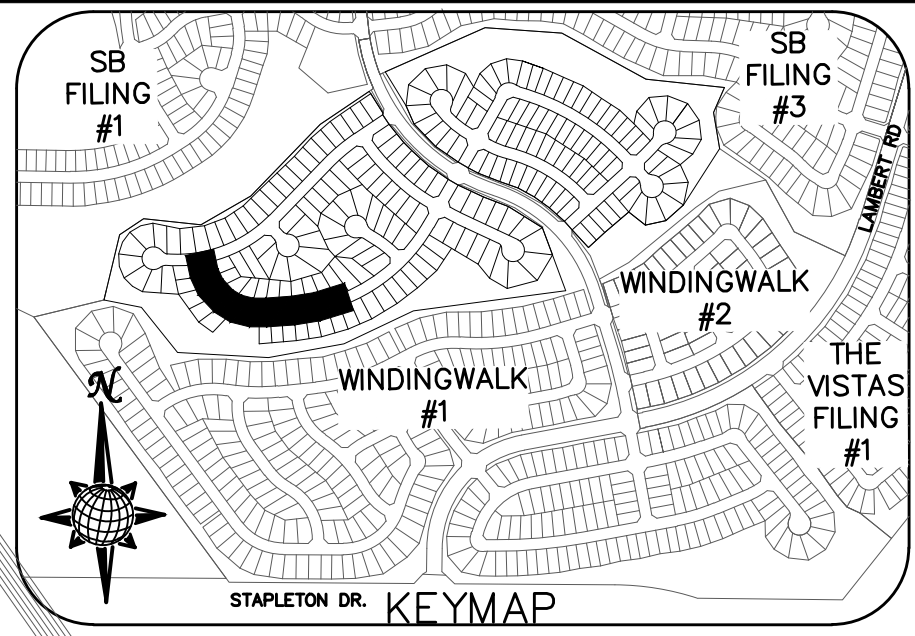 SB
FILING
#1
SB
FILING
#3
LAMBERT RD
WINDINGWALK
#2
THE
VISTAS
FILING
#1
WINDINGWALK
#1
N
STAPLETON DR.
KEYMAP